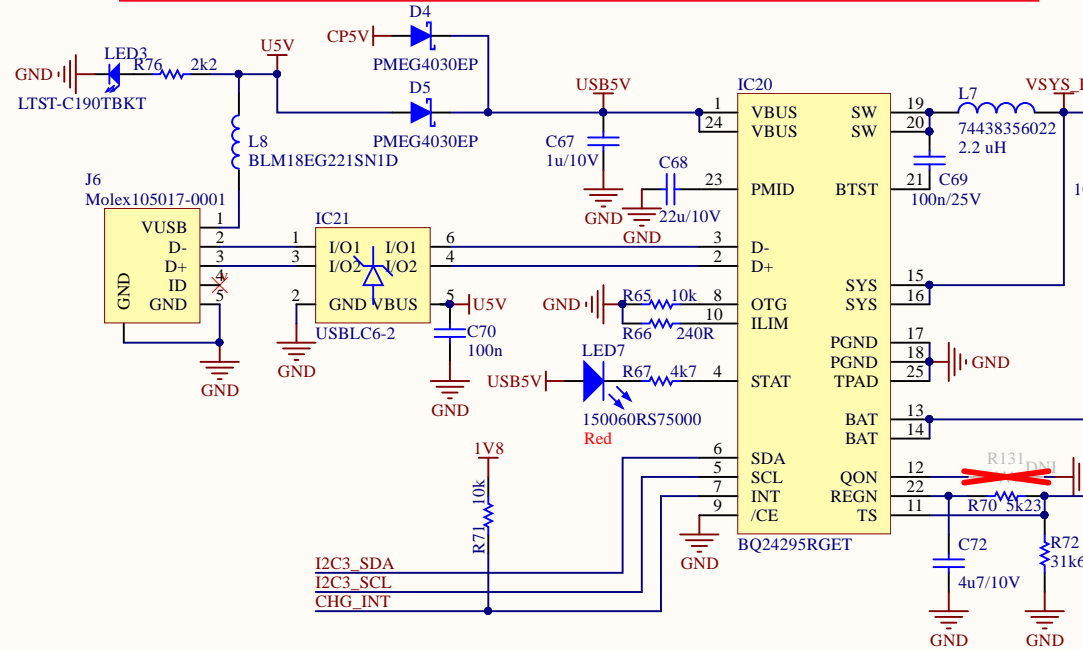 D4
CP5V
PMEG4030EP
LED3
U5V
GND
R76 2k2
LTST-C190TBKT
D5
PMEG4030EP
USB5V
IC20
L7
VSYS_
L8
BLM18EG221SN1D
C67
1u/10V
1 VBUS SW 19
24 VBUS SW 20
74438356022
2.2 uH
C68
22u/10V
GND
GND
23 PMID BTST 21
C69
100n/25V
J6
Molex105017-0001
VUSB 1
D- 2
D+ 3
ID 4
GND 5
GND
GND
IC21
1 I/O1 I/O1 6
3 I/O2 I/O2 4
2 GND VBUS 5
USBLC6-2
U5V
GND
C70
100n
GND
3 D-
2 D+
SYS 15
SYS 16
GND
R65 10k
8 OTG
R66 240R
10 ILIM
PGND 17
PGND 18
TPAD 25
GND
LED7
USB5V
R67 4k7
4 STAT
150060RS75000
Red
BAT 13
BAT 14
1V8
R71 10k
6 SDA
5 SCL
7 INT
9 /CE
QON 12
REGN 22
TS 11
R131
DNI
R70 5k23
GND
BQ24295RGET
C72
4u7/10V
GND
R72
31k6
GND
I2C3_SDA
I2C3_SCL
CHG_INT